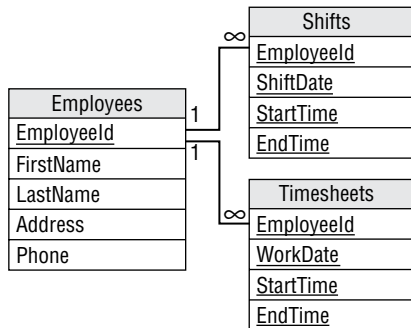 Employees
EmployeeId
FirstName
LastName
Address
Phone
1
1
∞
∞
Shifts
EmployeeId
ShiftDate
StartTime
EndTime
Timesheets
EmployeeId
WorkDate
StartTime
EndTime